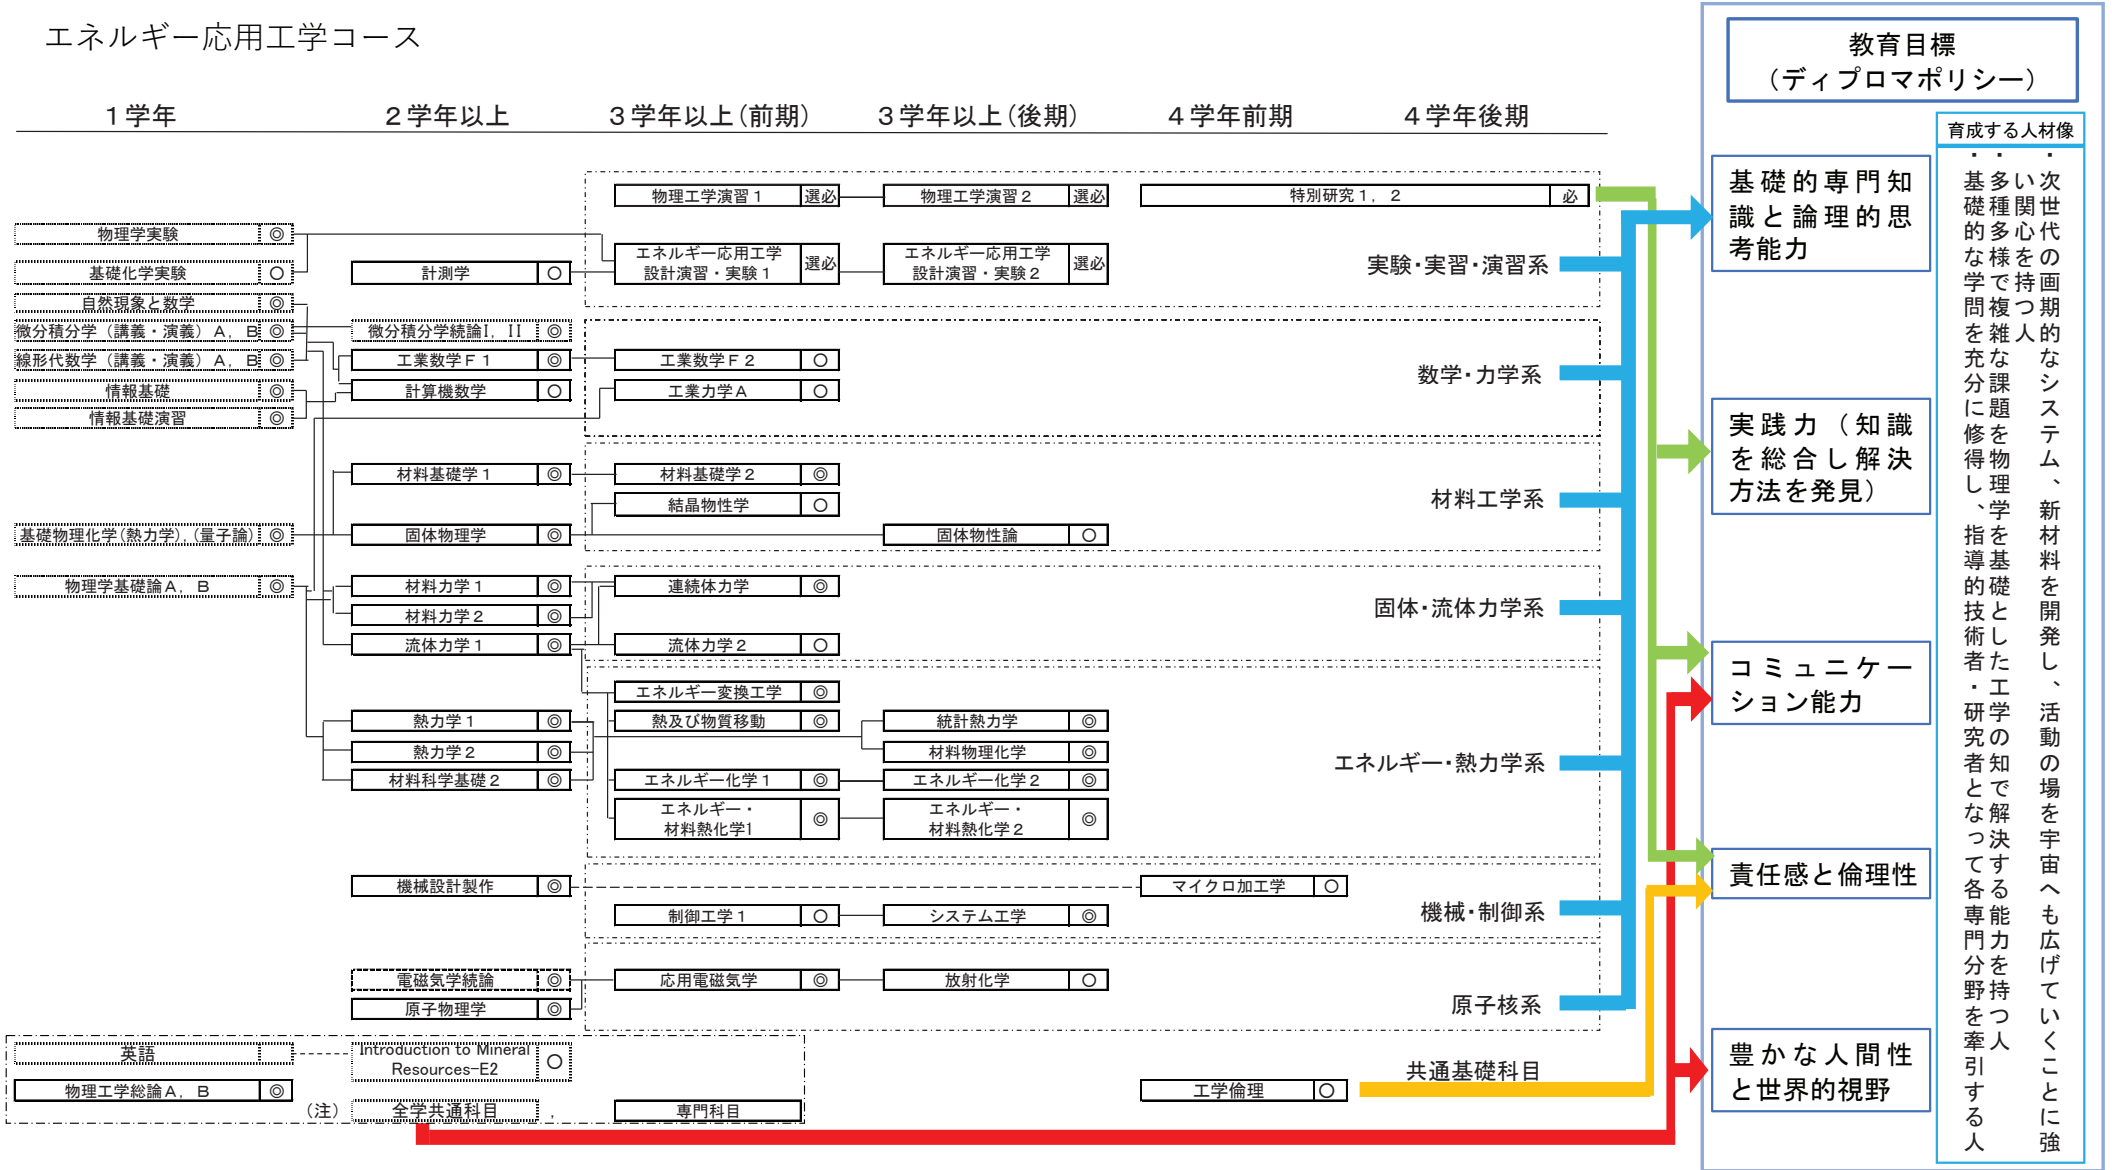 エネルギー応用工学コース
1学年
2学年以上
3学年以上(前期)
3学年以上(後期)
4学年前期
4学年後期
物理工学演習1 選必
物理工学演習2 選必
特別研究1,2 必
物理学実験 ◎
エネルギー応用工学
設計演習・実験1 選必
エネルギー応用工学
設計演習・実験2 選必
基礎化学実験 ○
計測学 ○
実験・実習・演習系
自然現象と数学 ◎
微分積分学(講義・演義)A,B ◎
微分積分学続論I,II ◎
線形代数学(講義・演義)A,B ◎
工業数学F1 ◎
工業数学F2 ○
情報基礎 ◎
計算機数学 ○
工業力学A ○
情報基礎演習 ◎
数学・力学系
材料基礎学1 ◎
材料基礎学2 ◎
結晶物性学 ○
基礎物理化学(熱力学),(量子論) ◎
固体物理学 ◎
固体物性論 ○
材料工学系
物理学基礎論A,B ◎
材料力学1 ◎
連続体力学 ◎
材料力学2 ◎
流体力学1 ◎
流体力学2 ○
固体・流体力学系
エネルギー変換工学 ◎
熱力学1 ◎
熱及び物質移動 ◎
統計熱力学 ◎
熱力学2 ◎
材料物理化学 ◎
材料科学基礎2 ◎
エネルギー化学1 ◎
エネルギー化学2 ◎
エネルギー・
材料熱化学1 ◎
エネルギー・
材料熱化学2 ◎
エネルギー・熱力学系
機械設計製作 ◎
マイクロ加工学 ○
制御工学1 ○
システム工学 ◎
機械・制御系
電磁気学続論 ◎
応用電磁気学 ◎
放射化学 ○
原子物理学 ◎
原子核系
英語
Introduction to Mineral
Resources-E2 ○
物理工学総論A,B ◎
工学倫理 ○
共通基礎科目
(注) 全学共通科目 , 専門科目
教育目標
(ディプロマポリシー)
基礎的専門知
識と論理的思
考能力
実践力(知識
を総合し解決
方法を発見)
コミュニケー
ション能力
責任感と倫理性
豊かな人間性
と世界的視野
育成する人材像
・次世代の画期的なシステム、新材料を開発し、活動の場を宇宙へも広げていくことに強
い関心を持つ人
・多種多様で複雑な課題を物理学を基礎とした工学の知で解決する能力を持つ人
・基礎的な学問を充分に修得し、指導的技術者・研究者となって各専門分野を牽引する人